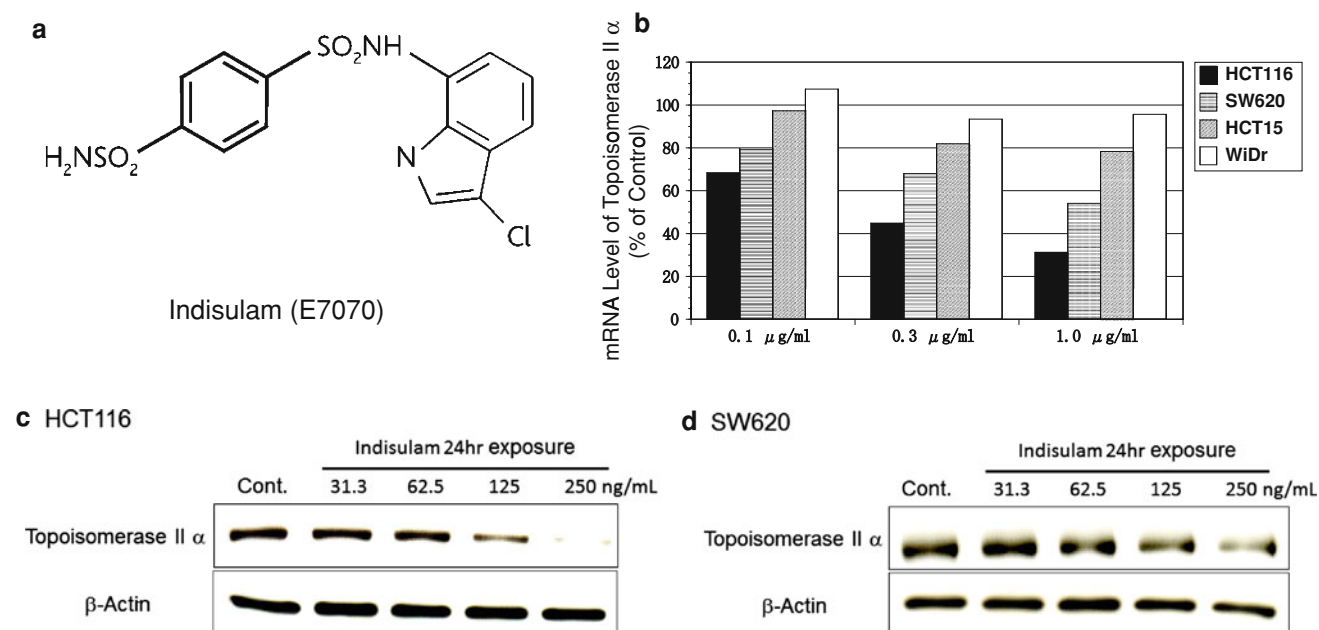 a
SO2NH
H2NSO2
N
Cl
Indisulam (E7070)
b
mRNA Level of Topoisomerase II α
(% of Control)
120
100
80
60
40
20
0
0.1 μg/ml
0.3 μg/ml
1.0 μg/ml
HCT116
SW620
HCT15
WiDr
c HCT116
Indisulam 24hr exposure
Cont. 31.3 62.5 125 250 ng/mL
Topoisomerase II α
β-Actin
d SW620
Indisulam 24hr exposure
Cont. 31.3 62.5 125 250 ng/mL
Topoisomerase II α
β-Actin